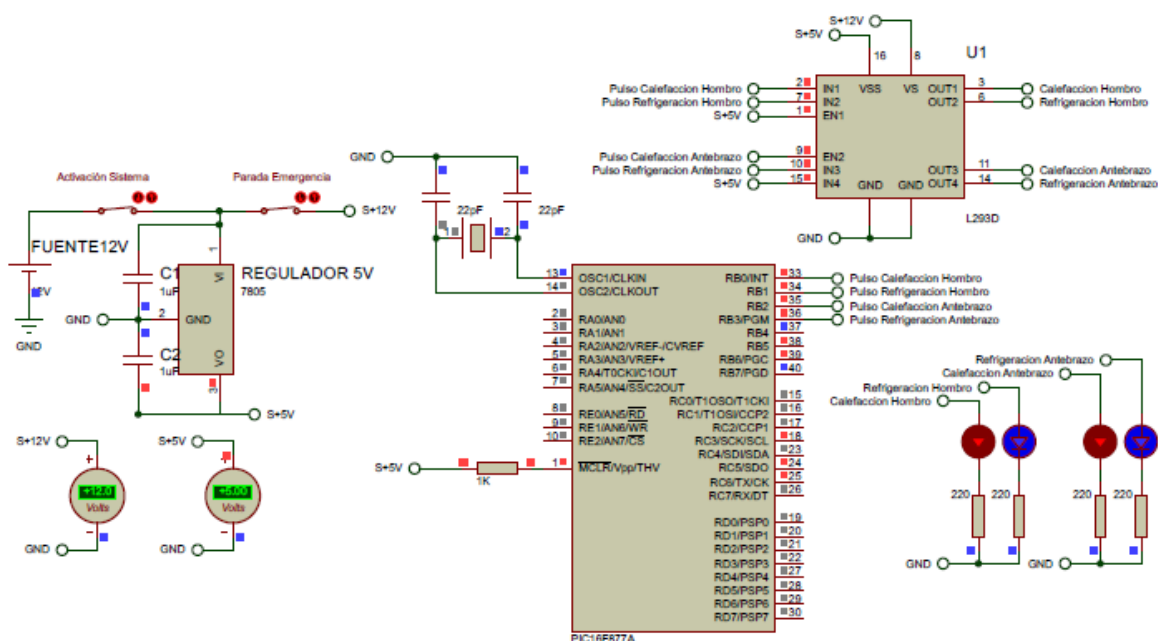 S+12V
S+5V
U1
16
8
Pulso Calefaccion Hombro
2
IN1
VSS
VS
OUT1
3
Calefaccion Hombro
Pulso Refrigeracion Hombro
7
IN2
OUT2
6
Refrigeracion Hombro
S+5V
1
EN1
Pulso Calefaccion Antebrazo
9
EN2
Pulso Refrigeracion Antebrazo
10
IN3
OUT3
11
Calefaccion Antebrazo
S+5V
15
IN4
GND
GND
OUT4
14
Refrigeracion Antebrazo
L293D
GND
GND
Activación Sistema
Parada Emergencia
S+12V
22pF
22pF
1
2
FUENTE12V
12V
GND
1
VI
REGULADOR 5V
7805
C1
1uF
GND
2
GND
C2
1uF
VO
3
S+5V
13
OSC1/CLKIN
14
OSC2/CLKOUT
2
RA0/AN0
3
RA1/AN1
4
RA2/AN2/VREF-/CVREF
5
RA3/AN3/VREF+
6
RA4/T0CKI/C1OUT
7
RA5/AN4/SS/C2OUT
8
RE0/AN5/RD
9
RE1/AN6/WR
10
RE2/AN7/CS
S+5V
1K
1
MCLR/Vpp/THV
RB0/INT
33
Pulso Calefaccion Hombro
RB1
34
Pulso Refrigeracion Hombro
RB2
35
Pulso Calefaccion Antebrazo
RB3/PGM
36
Pulso Refrigeracion Antebrazo
RB4
37
RB5
38
RB6/PGC
39
RB7/PGD
40
RC0/T1OSO/T1CKI
15
RC1/T1OSI/CCP2
16
RC2/CCP1
17
RC3/SCK/SCL
18
RC4/SDI/SDA
23
RC5/SDO
24
RC6/TX/CK
25
RC7/RX/DT
26
RD0/PSP0
19
RD1/PSP1
20
RD2/PSP2
21
RD3/PSP3
22
RD4/PSP4
27
RD5/PSP5
28
RD6/PSP6
29
RD7/PSP7
30
PIC16F877A
S+12V
+12.0
Volts
GND
S+5V
+5.00
Volts
GND
Refrigeracion Antebrazo
Calefaccion Antebrazo
Refrigeracion Hombro
Calefaccion Hombro
220
220
220
220
GND
GND